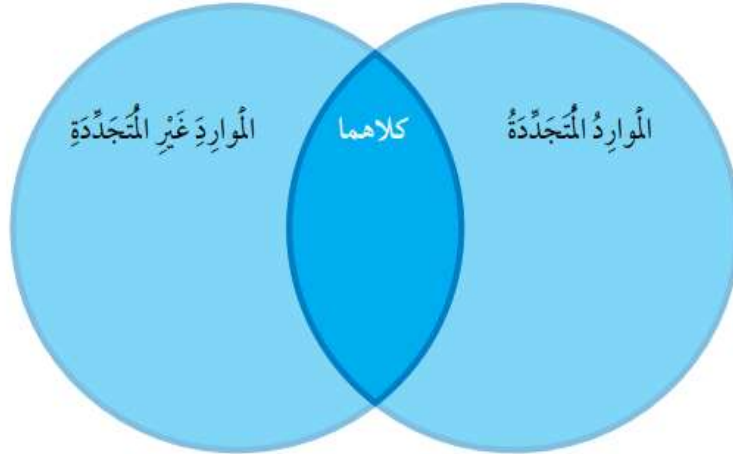 الْمَوارِدُ الْمُتَجَدِّدَةُ
كلاهما
الْمَوارِدَِ غَيْرِ الْمُتَجَدِّدَةِ